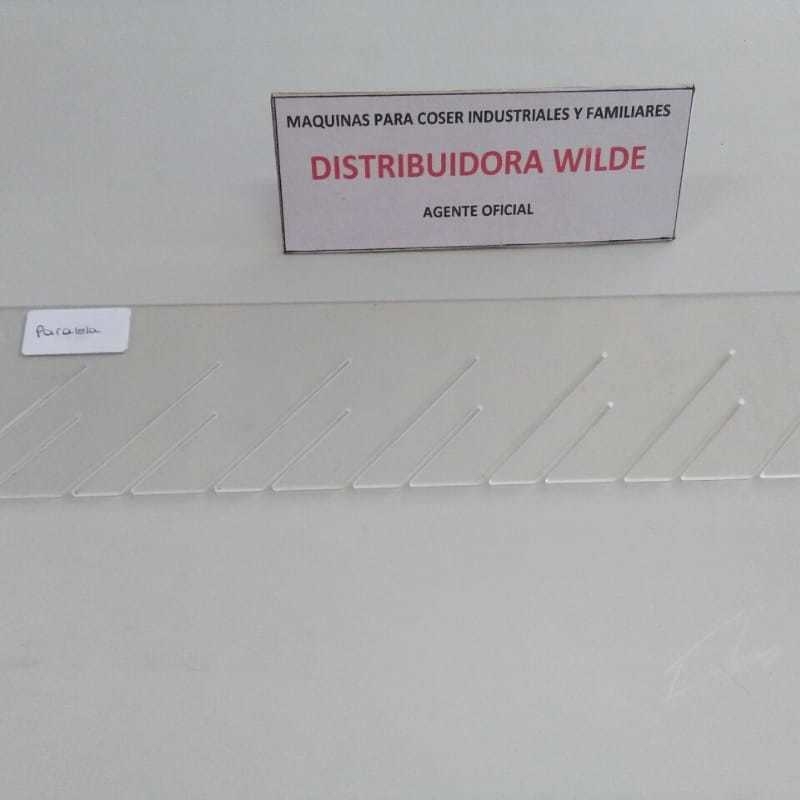 MAQUINAS PARA COSER INDUSTRIALES Y FAMILIARES
DISTRIBUIDORA WILDE
AGENTE OFICIAL
Paralela